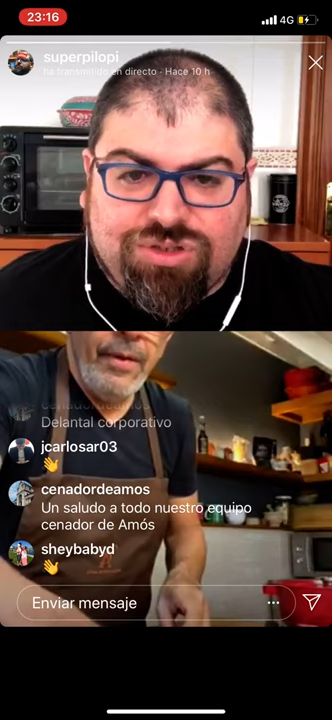 23:16
4G
superpilopi
ha transmitido en directo · Hace 10 h
cenadordeamos
Delantal corporativo
jcarlosar03
👋
cenadordeamos
Un saludo a todo nuestro equipo
cenador de Amós
sheybabyd
👋
Enviar mensaje